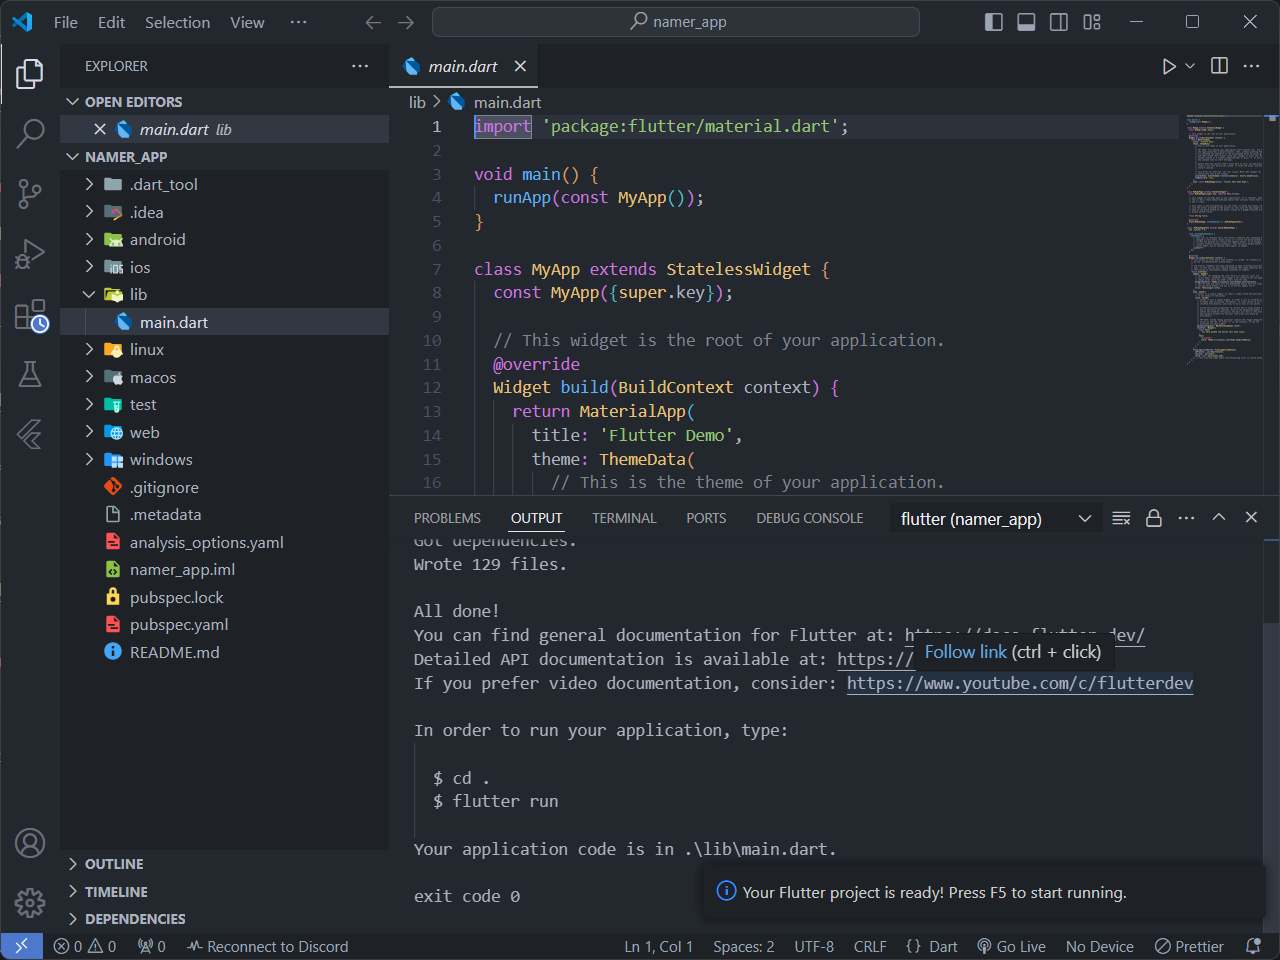 File Edit Selection View ··· namer_app
EXPLORER ···
OPEN EDITORS
main.dart lib
NAMER_APP
.dart_tool
.idea
android
ios
lib
main.dart
linux
macos
test
web
windows
.gitignore
.metadata
analysis_options.yaml
namer_app.iml
pubspec.lock
pubspec.yaml
README.md
OUTLINE
TIMELINE
DEPENDENCIES
main.dart
lib > main.dart
1 import 'package:flutter/material.dart';
2
3 void main() {
4 runApp(const MyApp());
5 }
6
7 class MyApp extends StatelessWidget {
8 const MyApp({super.key});
9
10 // This widget is the root of your application.
11 @override
12 Widget build(BuildContext context) {
13 return MaterialApp(
14 title: 'Flutter Demo',
15 theme: ThemeData(
16 // This is the theme of your application.
PROBLEMS OUTPUT TERMINAL PORTS DEBUG CONSOLE flutter (namer_app)
Got dependencies.
Wrote 129 files.
All done!
You can find general documentation for Flutter at: https://docs.flutter.dev/
Detailed API documentation is available at: https://
Follow link (ctrl + click)
If you prefer video documentation, consider: https://www.youtube.com/c/flutterdev
In order to run your application, type:
$ cd .
$ flutter run
Your application code is in .\lib\main.dart.
exit code 0
Your Flutter project is ready! Press F5 to start running.
0 0 0 Reconnect to Discord Ln 1, Col 1 Spaces: 2 UTF-8 CRLF {} Dart Go Live No Device Prettier